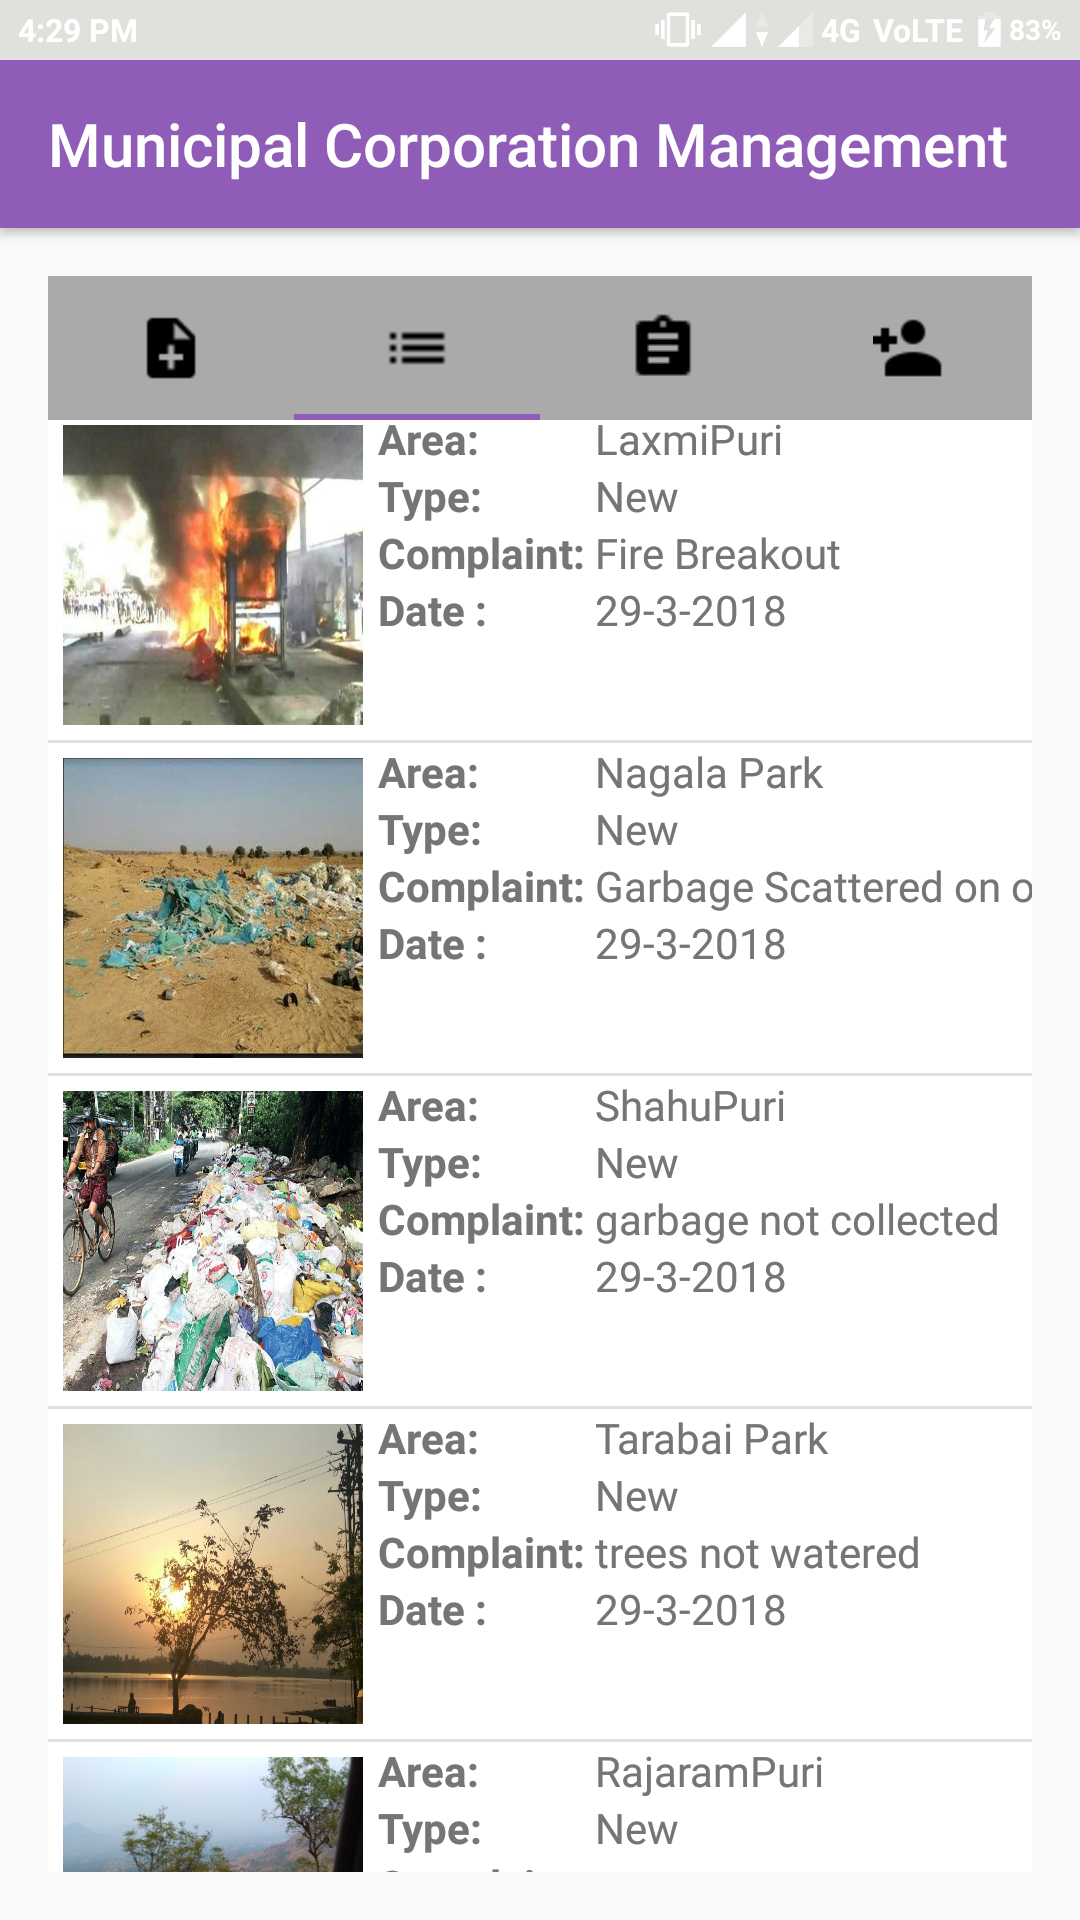 4:29 PM 4G VoLTE 83%
Municipal Corporation Management
Area: LaxmiPuri
Type: New
Complaint: Fire Breakout
Date : 29-3-2018
Area: Nagala Park
Type: New
Complaint: Garbage Scattered on o
Date : 29-3-2018
Area: ShahuPuri
Type: New
Complaint: garbage not collected
Date : 29-3-2018
Area: Tarabai Park
Type: New
Complaint: trees not watered
Date : 29-3-2018
Area: RajaramPuri
Type: New